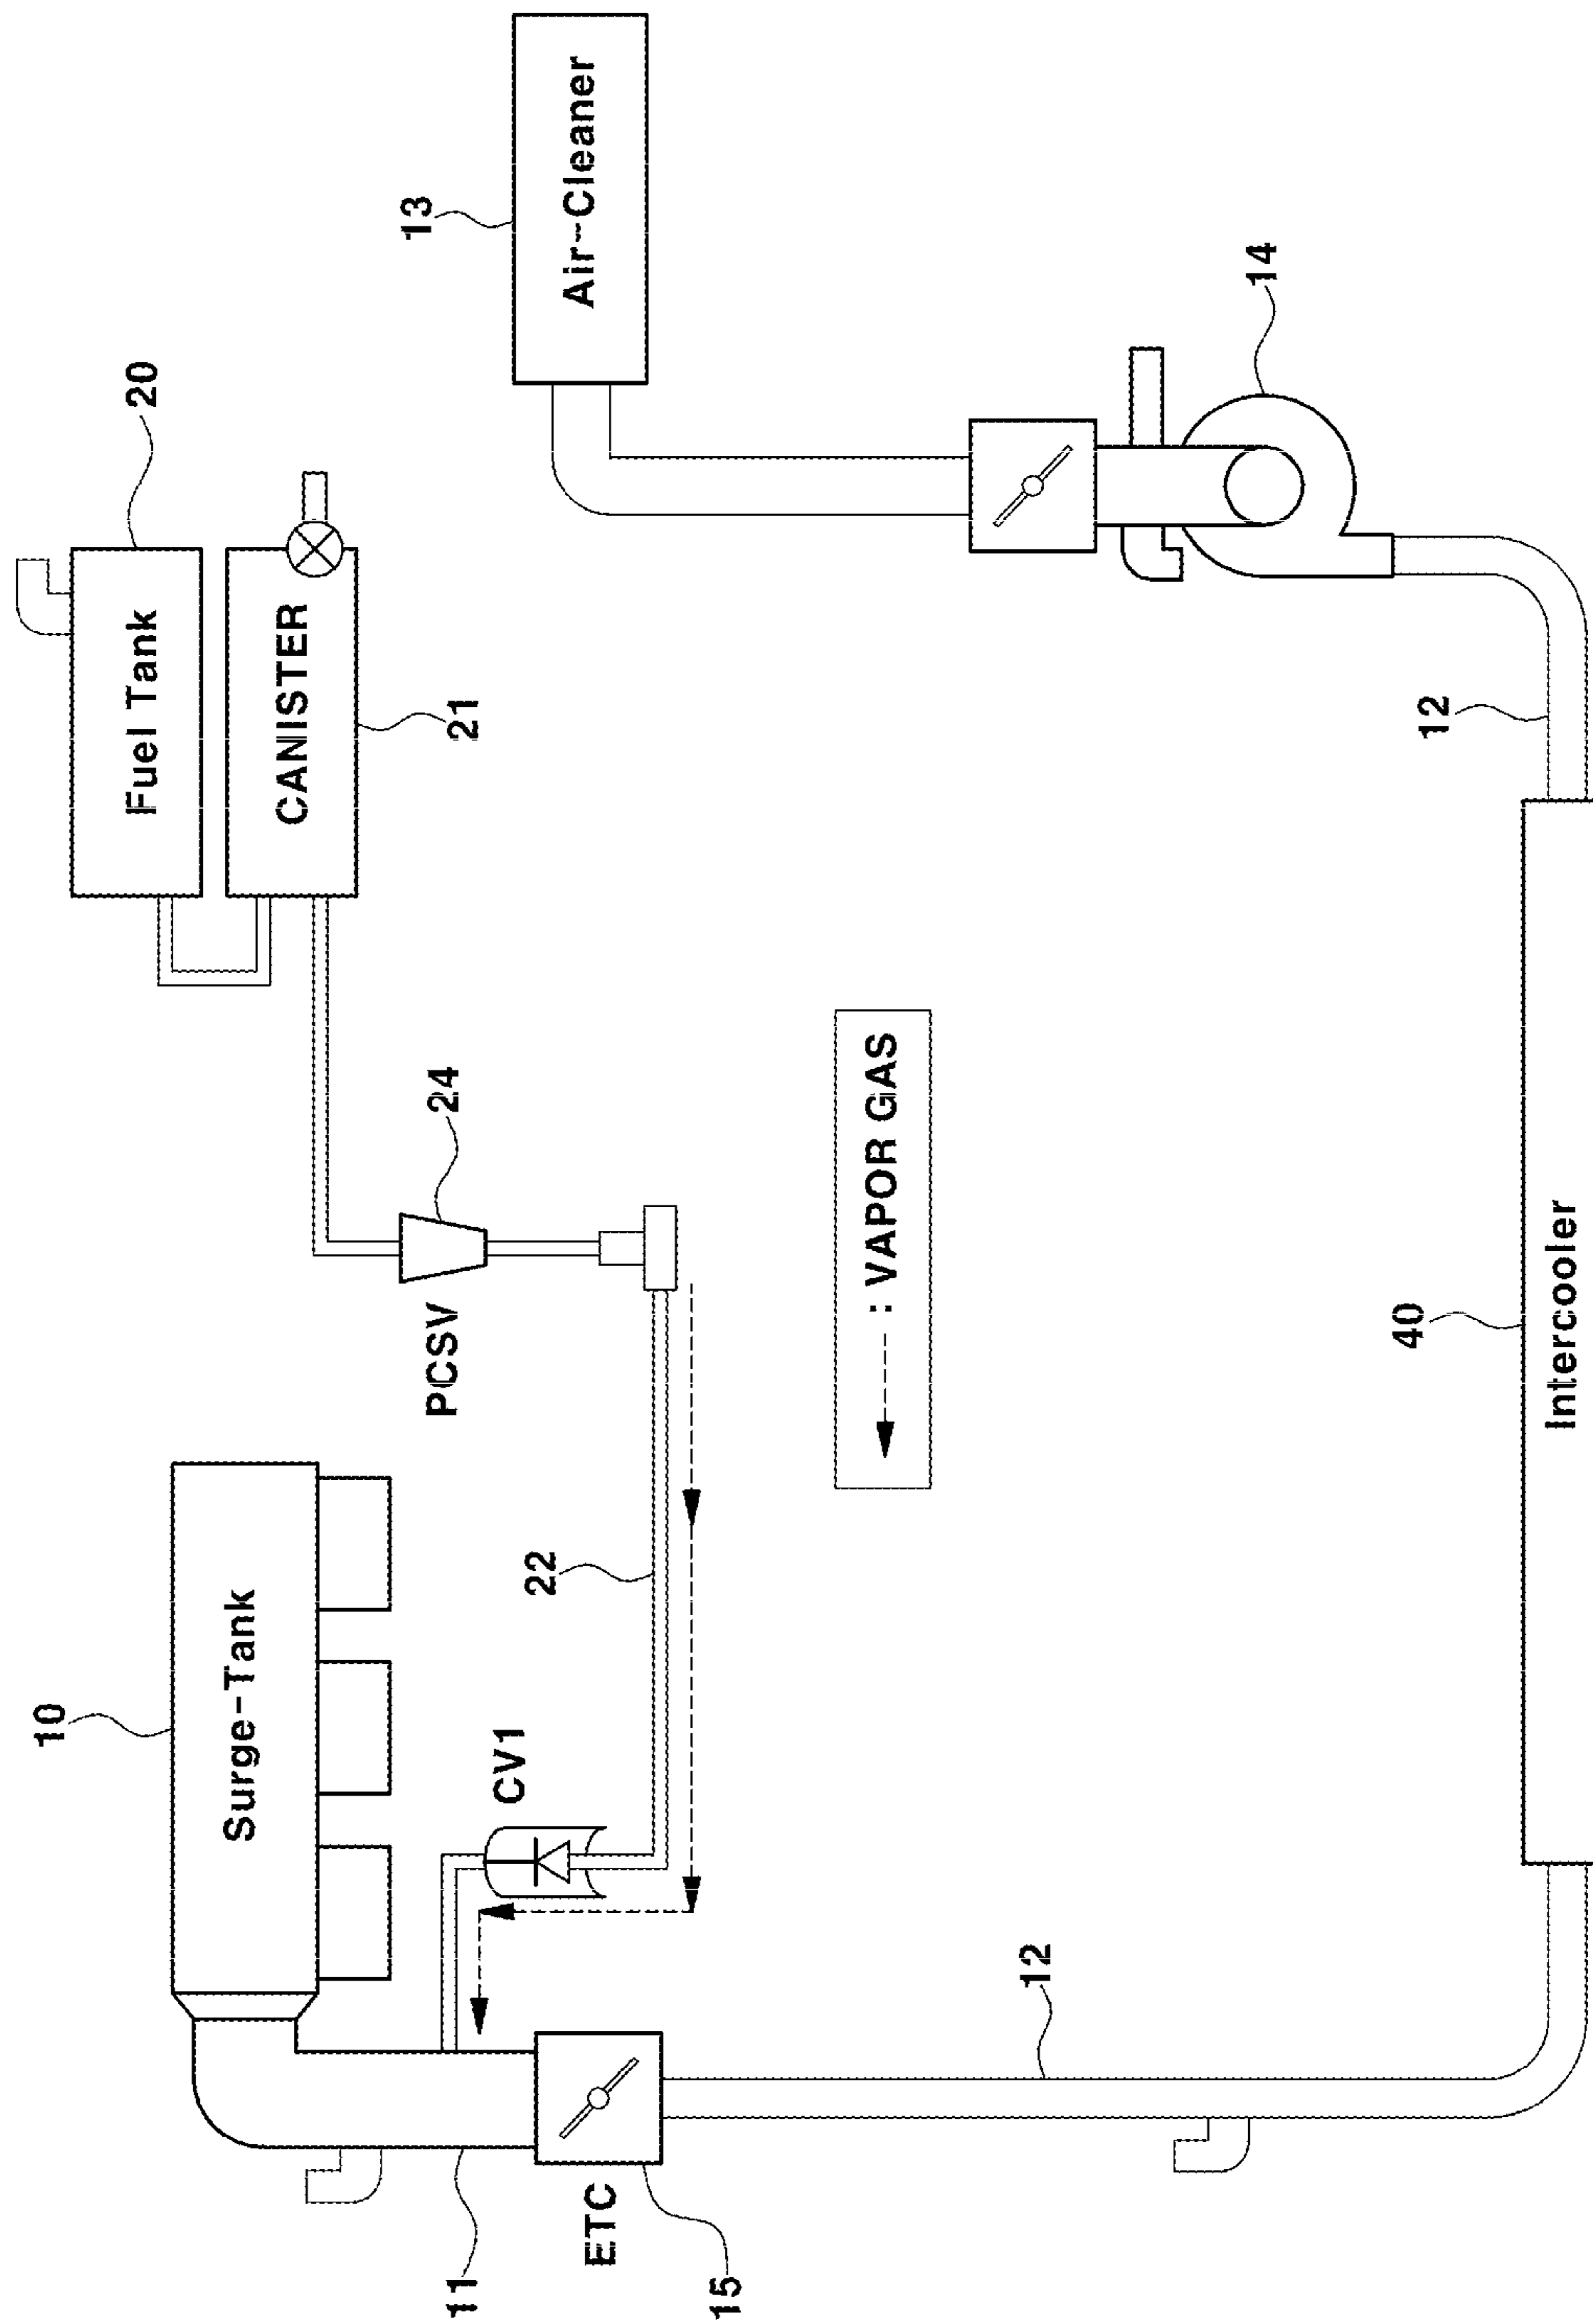 10
Surge-Tank
20
Fuel Tank
CANISTER
21
13
Air-Cleaner
24
PCSV
CV1
22
11
ETC
15
: VAPOR GAS
14
12
12
40
Intercooler